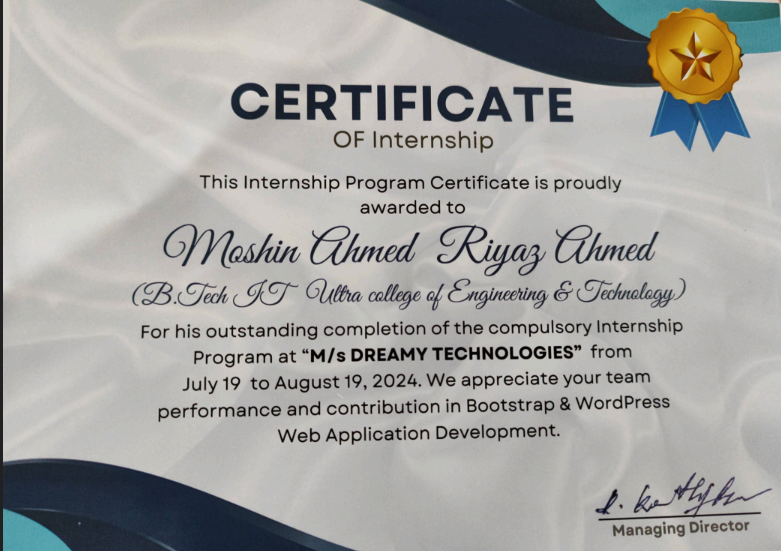 CERTIFICATE
OF Internship
This Internship Program Certificate is proudly
awarded to
Moshin Ahmed Riyaz Ahmed
(B.Tech IT Ultra college of Engineering & Technology)
For his outstanding completion of the compulsory Internship
Program at “M/s DREAMY TECHNOLOGIES” from
July 19 to August 19, 2024. We appreciate your team
performance and contribution in Bootstrap & WordPress
Web Application Development.
Managing Director